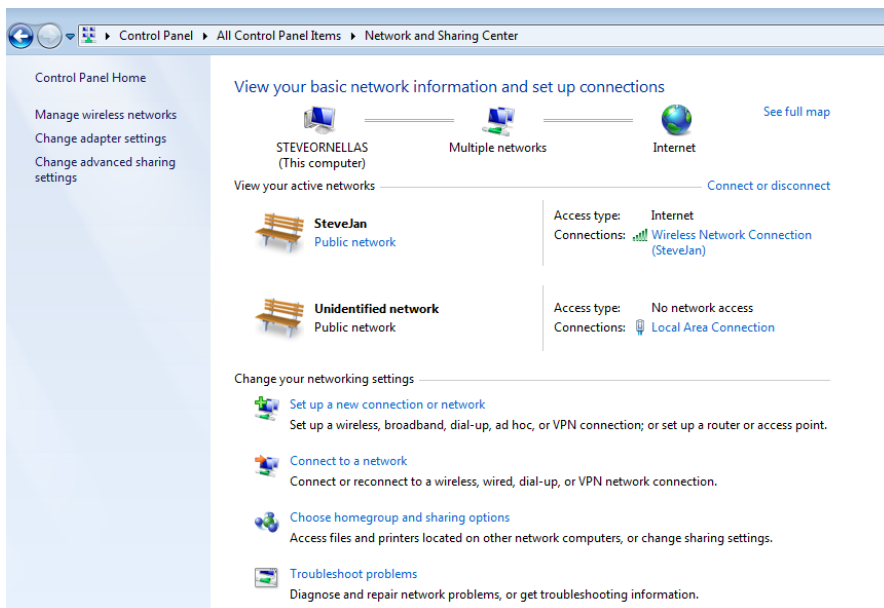 Control Panel ▸ All Control Panel Items ▸ Network and Sharing Center
Control Panel Home
Manage wireless networks
Change adapter settings
Change advanced sharing
settings
View your basic network information and set up connections
See full map
STEVEORNELLAS
(This computer)
Multiple networks
Internet
View your active networks
Connect or disconnect
SteveJan
Public network
Access type: Internet
Connections: Wireless Network Connection
(SteveJan)
Unidentified network
Public network
Access type: No network access
Connections: Local Area Connection
Change your networking settings
Set up a new connection or network
Set up a wireless, broadband, dial-up, ad hoc, or VPN connection; or set up a router or access point.
Connect to a network
Connect or reconnect to a wireless, wired, dial-up, or VPN network connection.
Choose homegroup and sharing options
Access files and printers located on other network computers, or change sharing settings.
Troubleshoot problems
Diagnose and repair network problems, or get troubleshooting information.